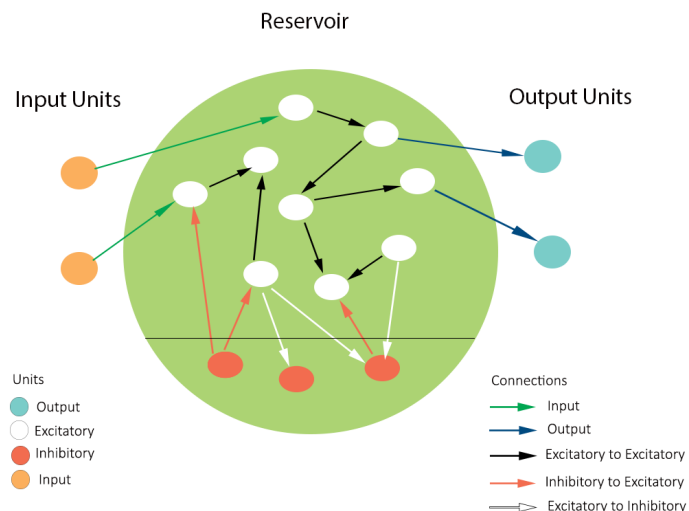 Reservoir
Input Units
Output Units
Units
Output
Excitatory
Inhibitory
Input
Connections
Input
Output
Excitatory to Excitatory
Inhibitory to Excitatory
Excitatory to Inhibitory